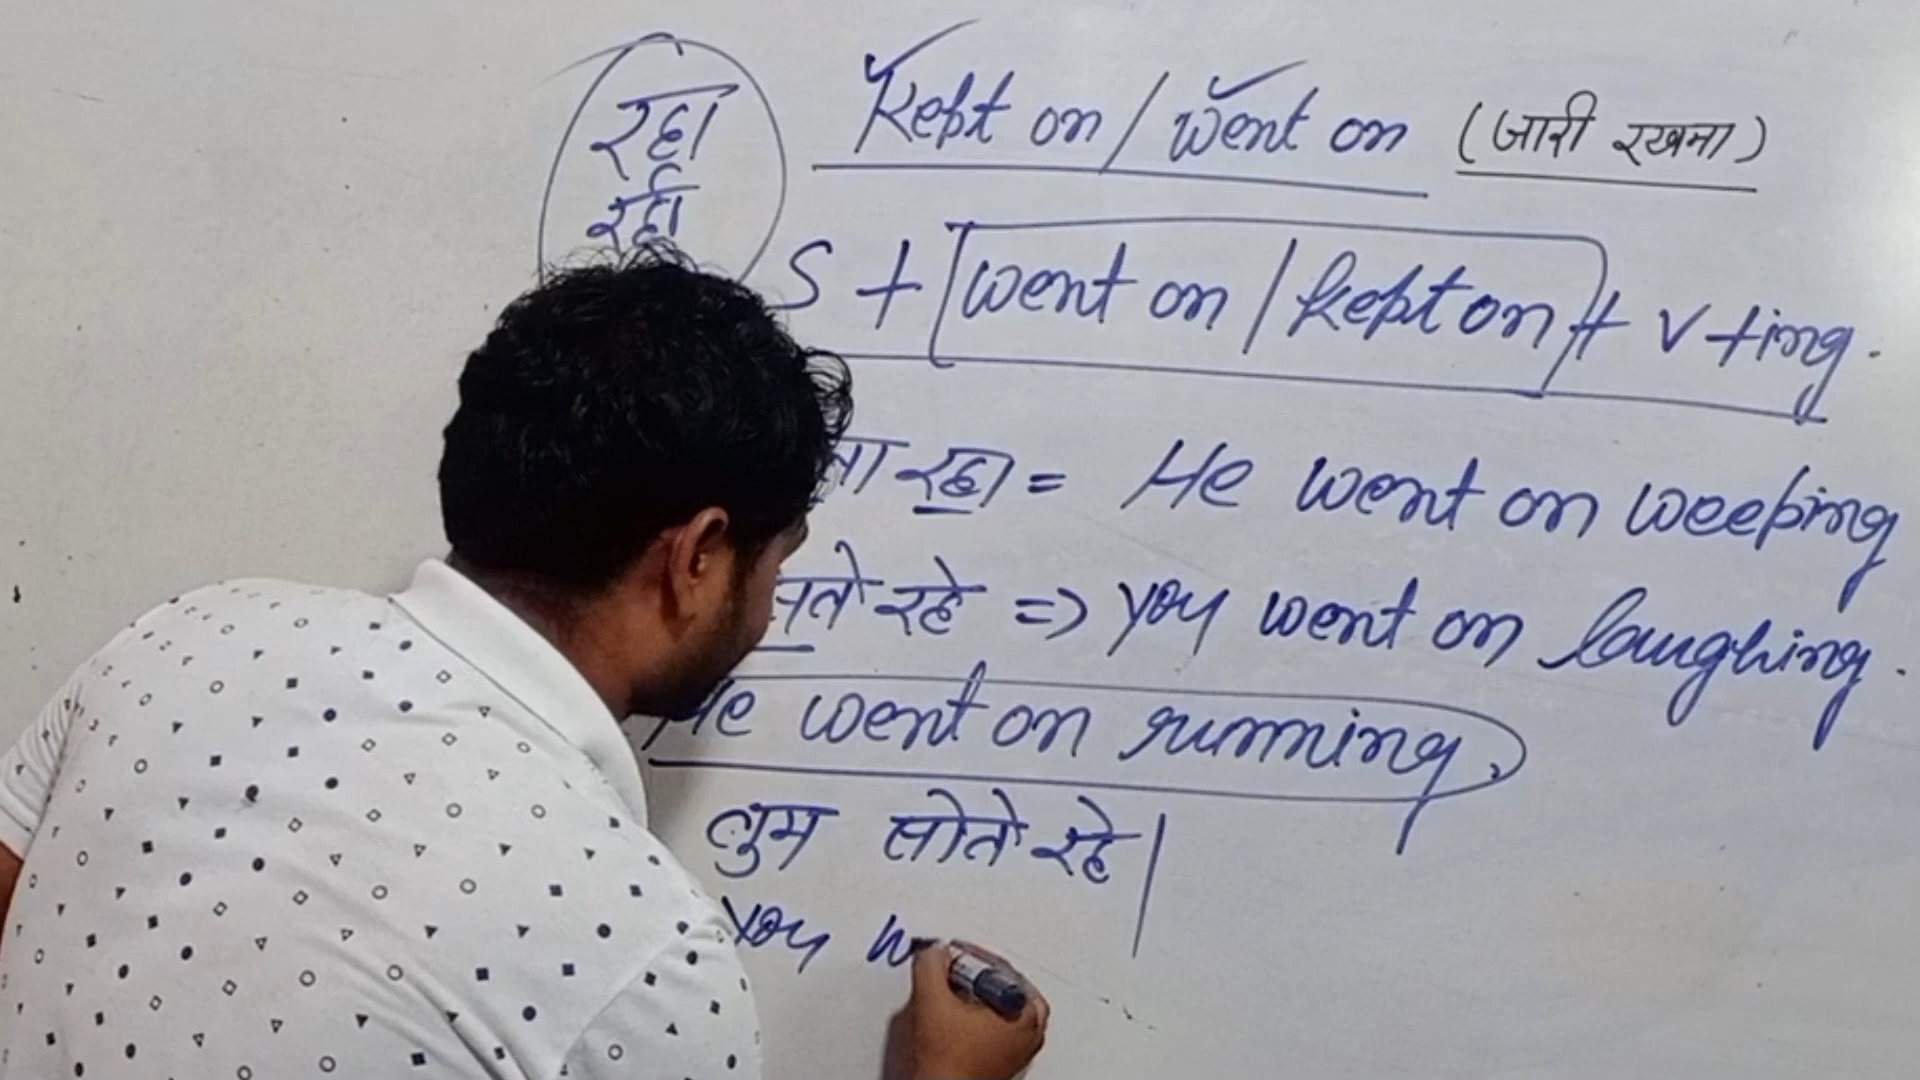 रहा
रही
Kept on / Went on (जारी रखना)
S + went on / kept on + V + ing.
ता रहा = He went on weeping
सते रहे => You went on laughing.
He went on running.
तुम सोते रहे |
You w